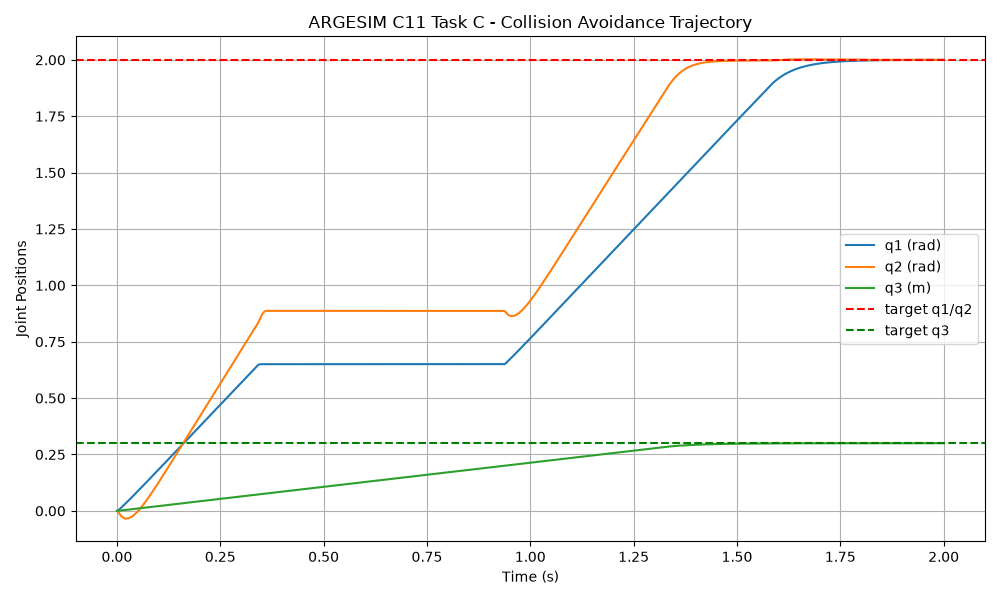 ARGESIM C11 Task C - Collision Avoidance Trajectory
Joint Positions
2.00
1.75
1.50
1.25
1.00
0.75
0.50
0.25
0.00
q1 (rad)
q2 (rad)
q3 (m)
target q1/q2
target q3
0.00 0.25 0.50 0.75 1.00 1.25 1.50 1.75 2.00
Time (s)